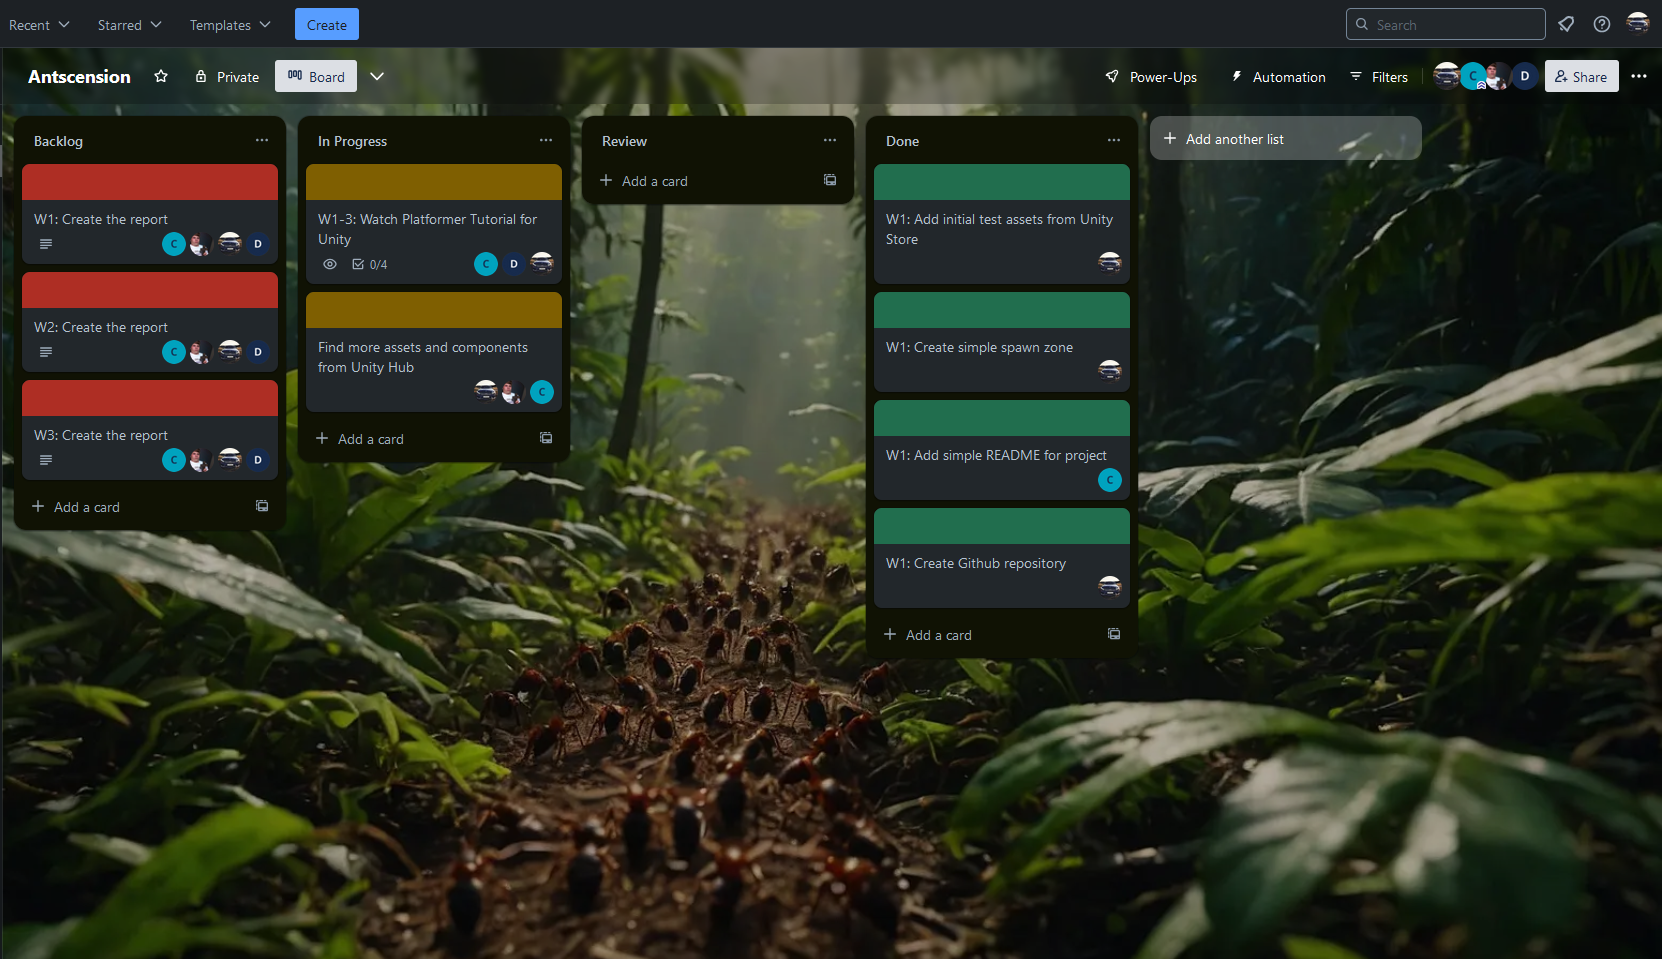 Recent
Starred
Templates
Create
Search
Antscension
Private
Board
Power-Ups
Automation
Filters
C
D
Share
Backlog
W1: Create the report
C
D
W2: Create the report
C
D
W3: Create the report
C
D
Add a card
In Progress
W1-3: Watch Platformer Tutorial for
Unity
0/4
C
D
Find more assets and components
from Unity Hub
C
Add a card
Review
Add a card
Done
W1: Add initial test assets from Unity
Store
W1: Create simple spawn zone
W1: Add simple README for project
C
W1: Create Github repository
Add a card
Add another list